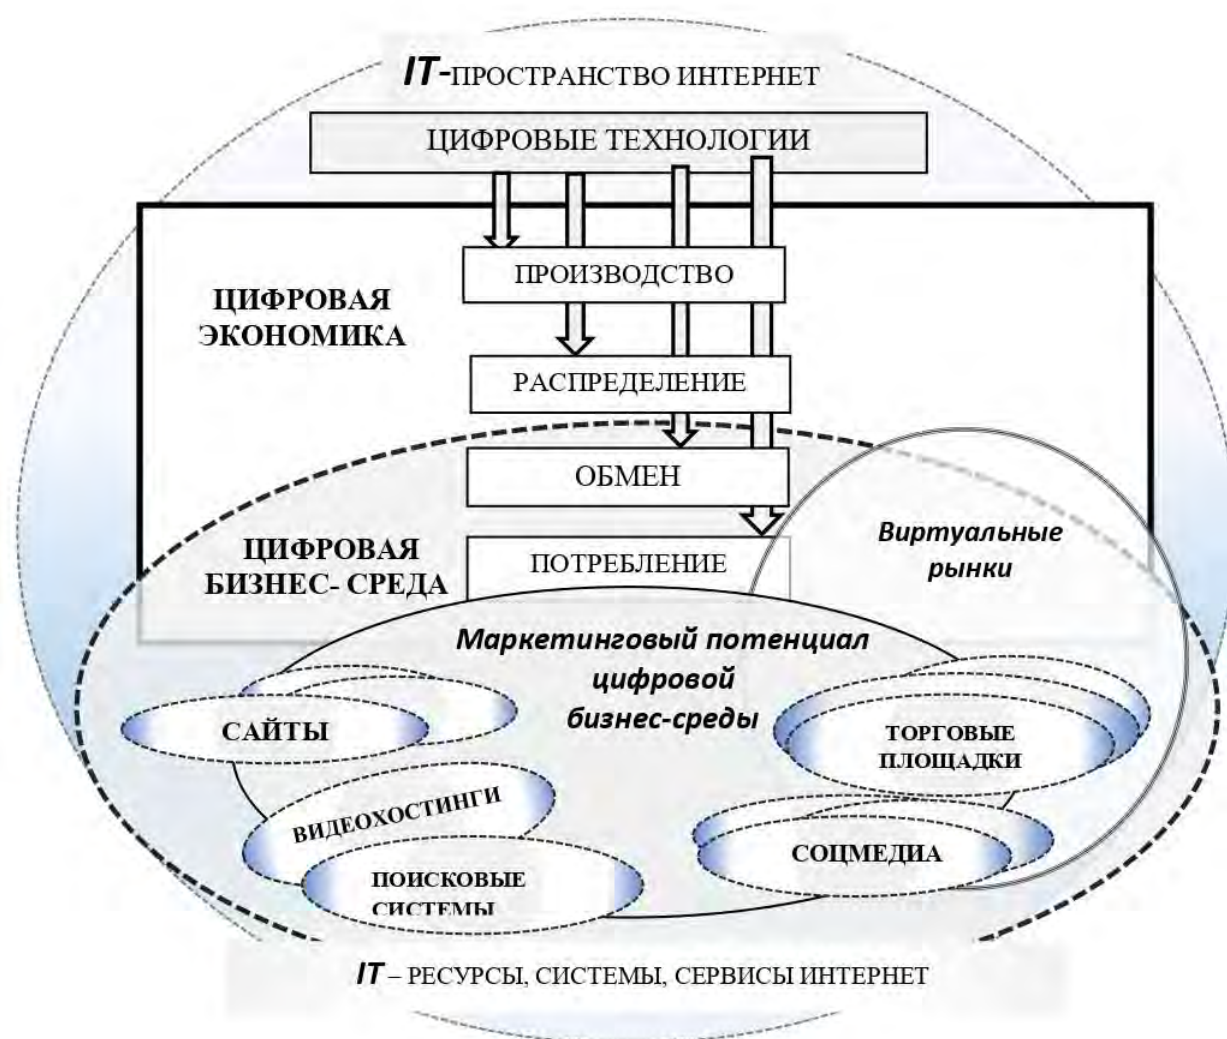 IT-ПРОСТРАНСТВО ИНТЕРНЕТ
ЦИФРОВЫЕ ТЕХНОЛОГИИ
ПРОИЗВОДСТВО
ЦИФРОВАЯ
ЭКОНОМИКА
РАСПРЕДЕЛЕНИЕ
ОБМЕН
ЦИФРОВАЯ
БИЗНЕС- СРЕДА
ПОТРЕБЛЕНИЕ
Виртуальные
рынки
Маркетинговый потенциал
цифровой
бизнес-среды
САЙТЫ
ТОРГОВЫЕ
ПЛОЩАДКИ
ВИДЕОХОСТИНГИ
СОЦМЕДИА
ПОИСКОВЫЕ
СИСТЕМЫ
IT – РЕСУРСЫ, СИСТЕМЫ, СЕРВИСЫ ИНТЕРНЕТ